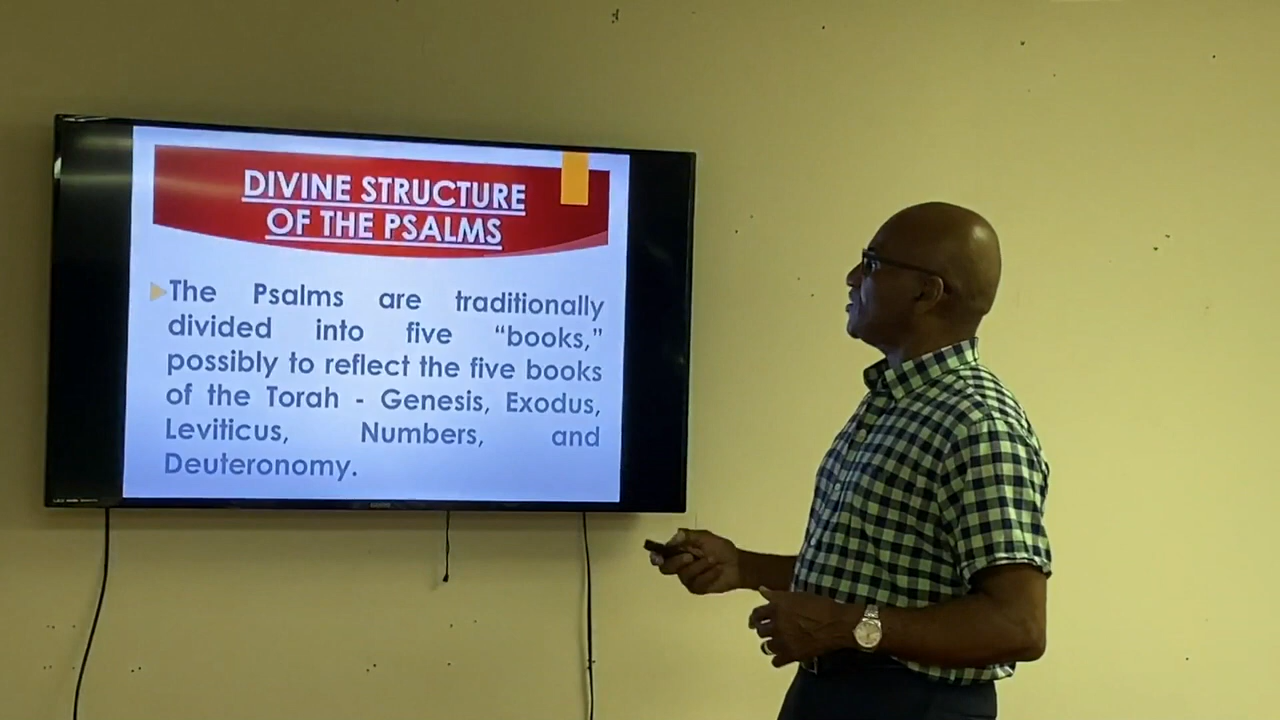 DIVINE STRUCTURE
OF THE PSALMS
The Psalms are traditionally
divided into five “books,”
possibly to reflect the five books
of the Torah - Genesis, Exodus,
Leviticus, Numbers, and
Deuteronomy.